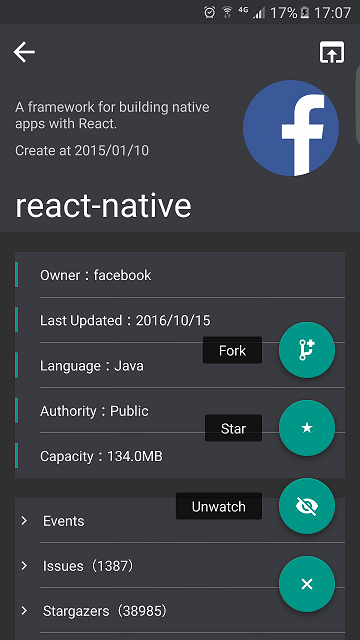 4G 17% 17:07
A framework for building native
apps with React.
Create at 2015/01/10
f
react-native
Owner：facebook
Last Updated：2016/10/15
Fork
Language：Java
Authority：Public
Star
Capacity：134.0MB
Unwatch
Events
Issues（1387）
Stargazers（38985）